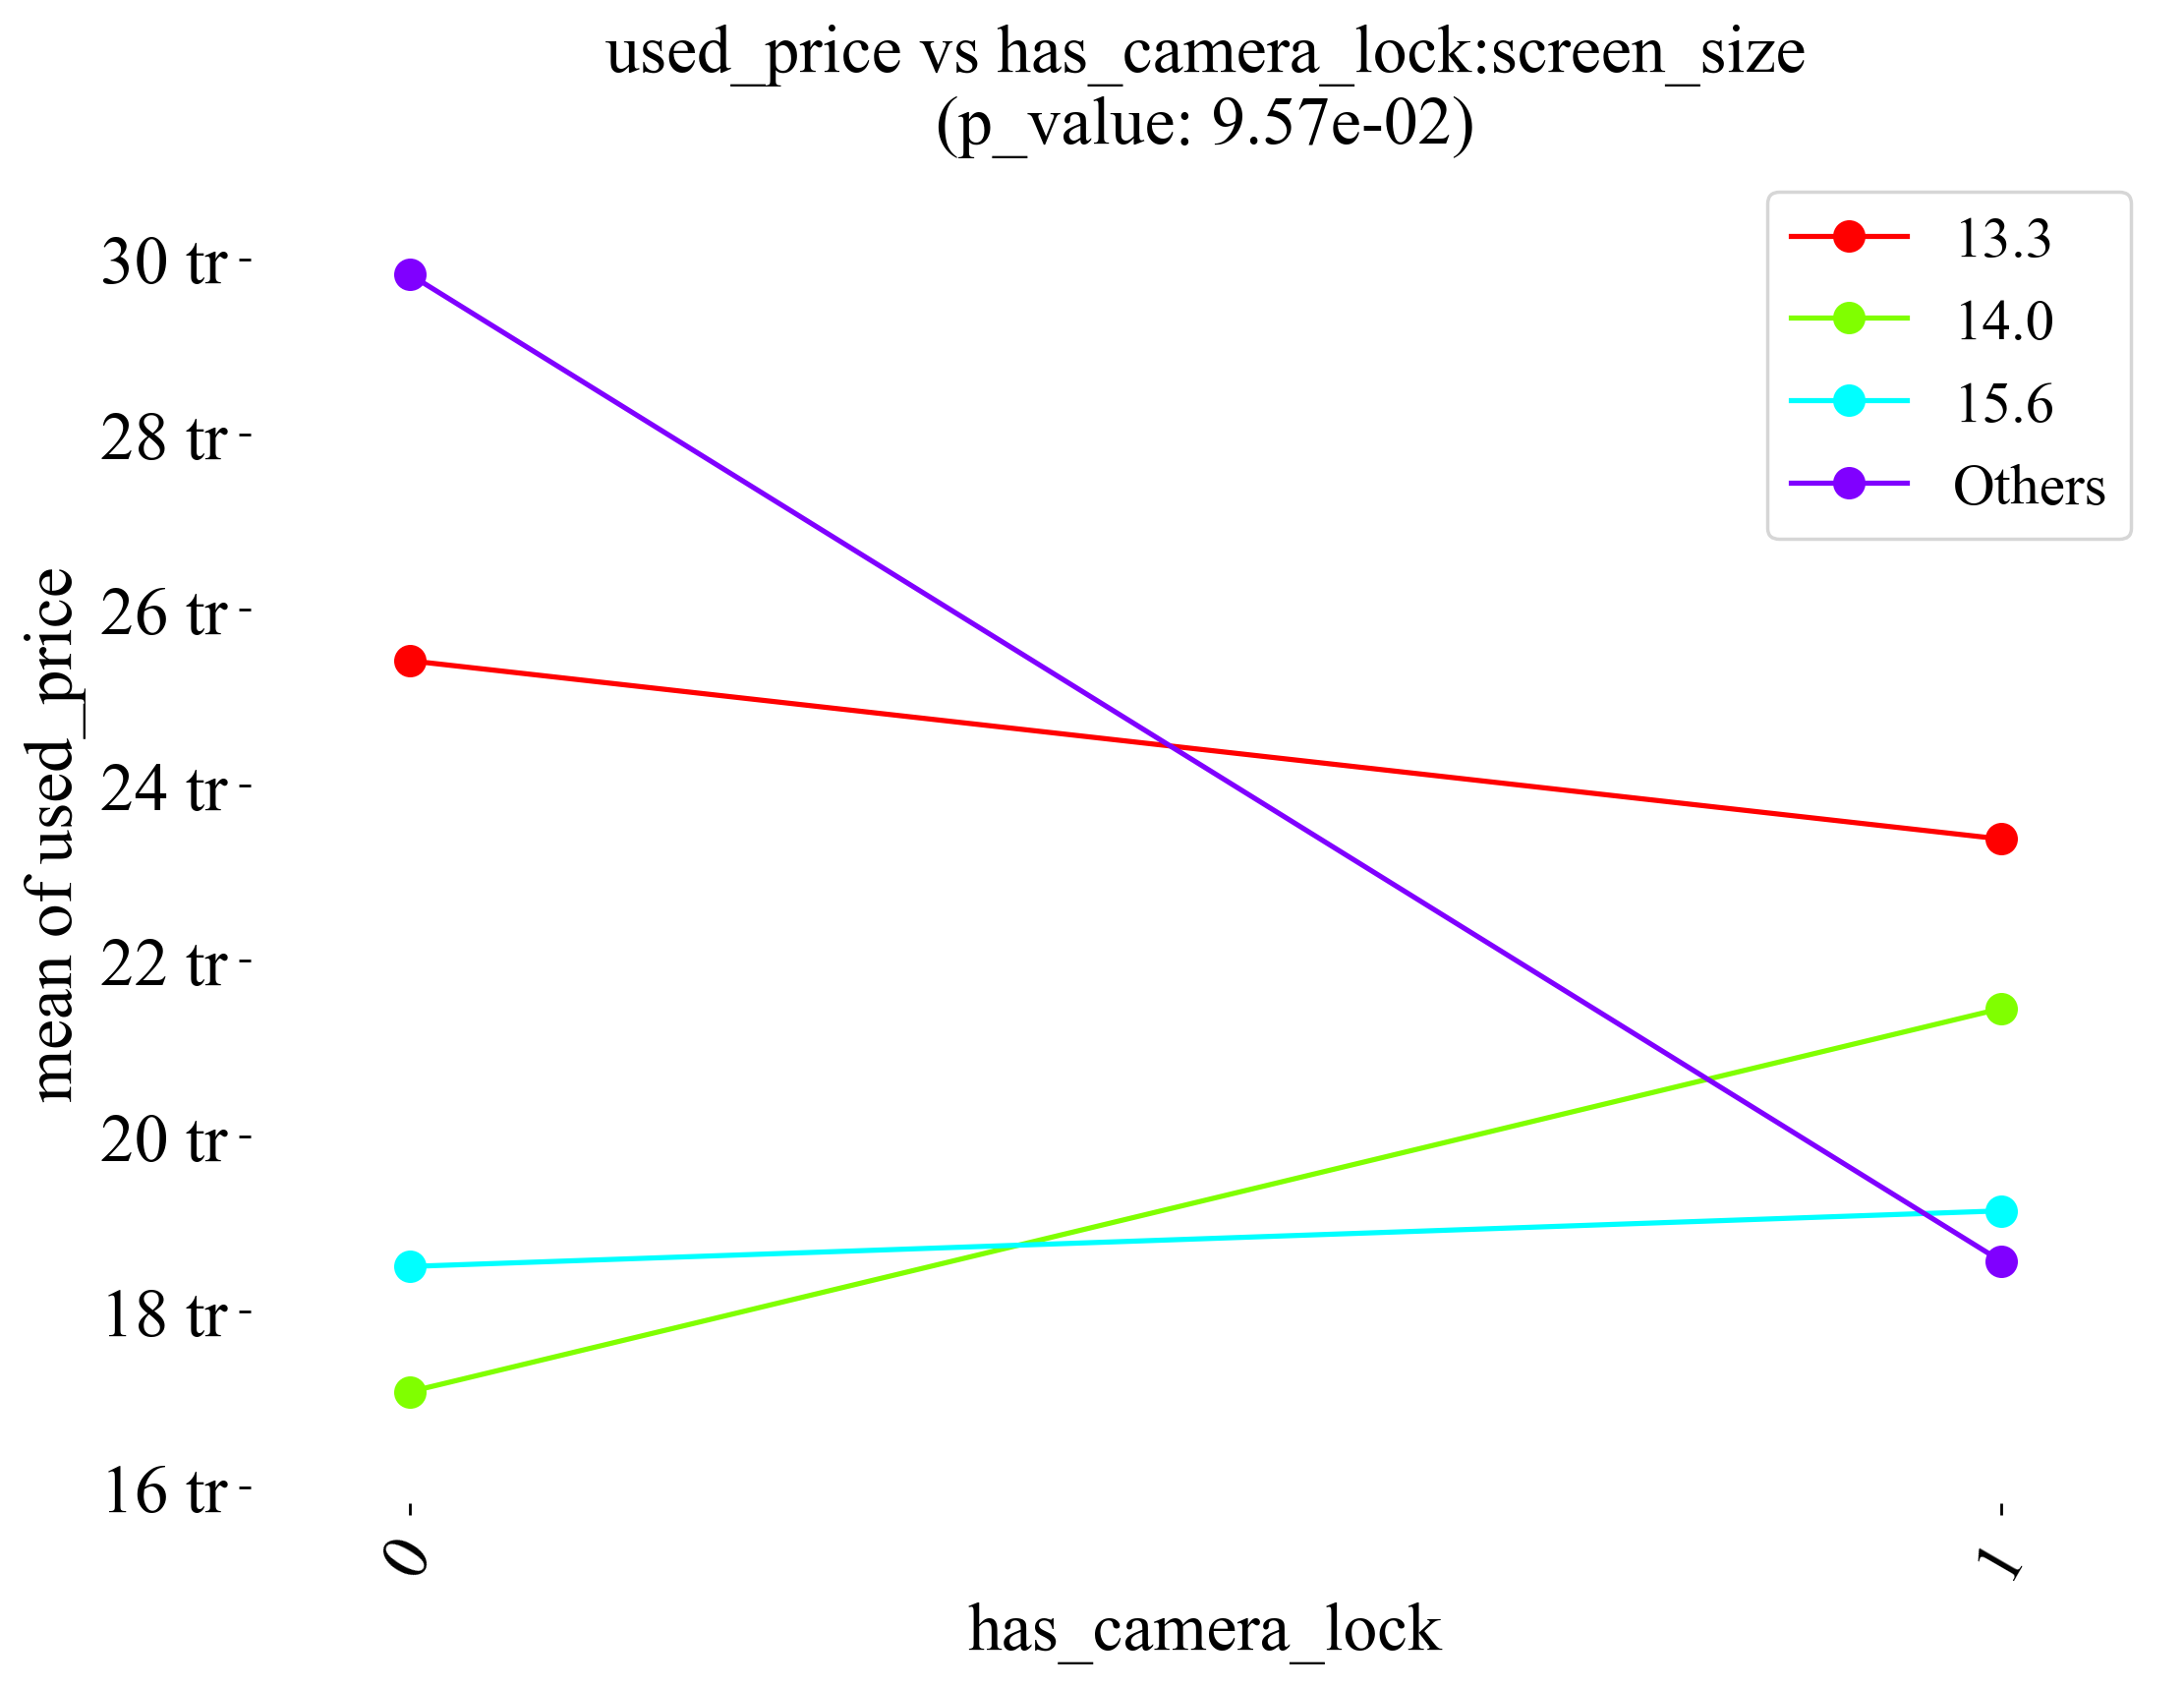 used_price vs has_camera_lock:screen_size
(p_value: 9.57e-02)
13.3
14.0
15.6
Others
30 tr
28 tr
26 tr
24 tr
22 tr
20 tr
18 tr
16 tr
mean of used_price
0
1
has_camera_lock